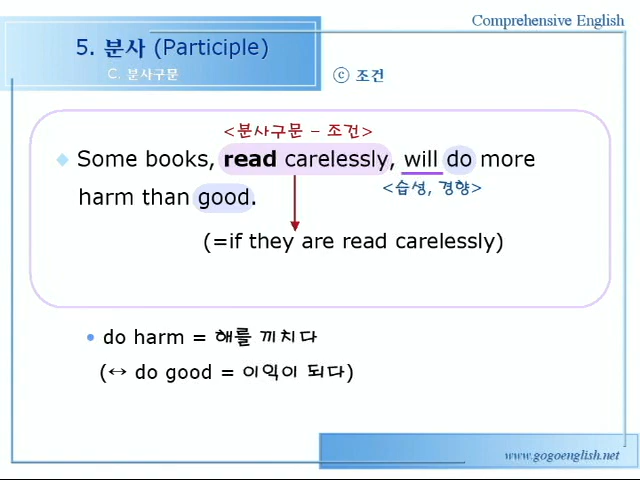 Comprehensive English
5. 분사 (Participle)
C. 분사구문
ⓒ 조건
<분사구문 – 조건>
Some books, read carelessly, will do more
<습성, 경향>
harm than good.
(=if they are read carelessly)
• do harm = 해를 끼치다
(↔ do good = 이익이 되다)
www.gogoenglish.net